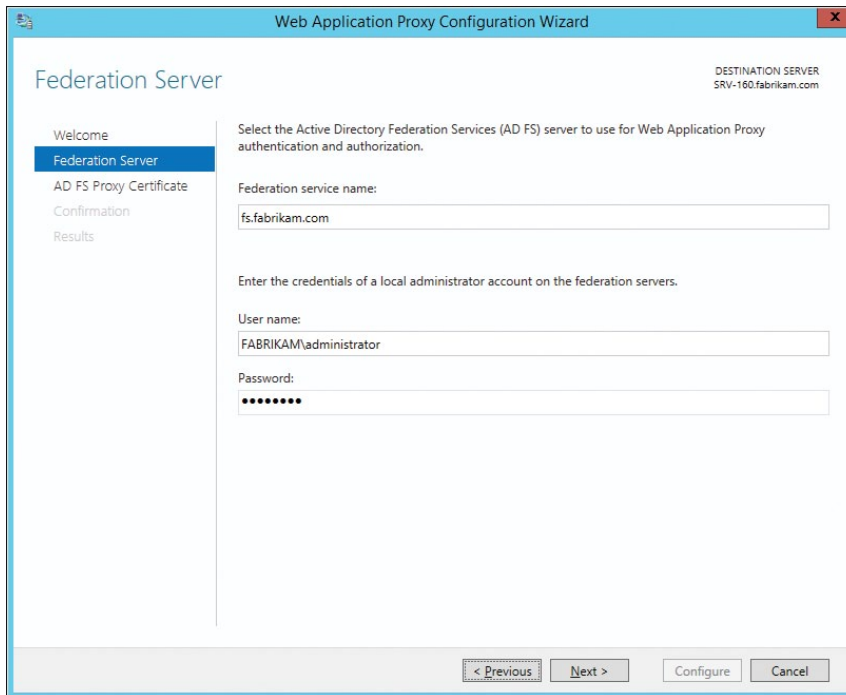 Web Application Proxy Configuration Wizard
x
Federation Server
DESTINATION SERVER
SRV-160.fabrikam.com
Welcome
Federation Server
AD FS Proxy Certificate
Confirmation
Results
Select the Active Directory Federation Services (AD FS) server to use for Web Application Proxy
authentication and authorization.
Federation service name:
fs.fabrikam.com
Enter the credentials of a local administrator account on the federation servers.
User name:
FABRIKAM\administrator
Password:
••••••••
< Previous
Next >
Configure
Cancel